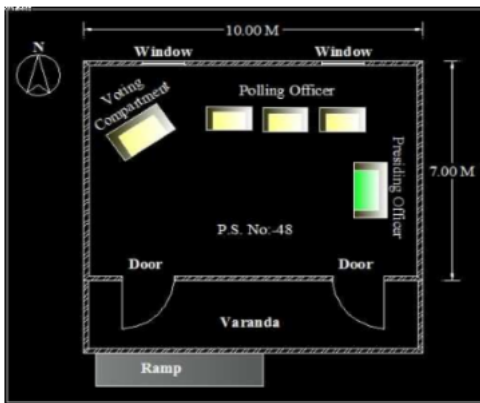 10.00 M
N
Window
Window
Voting
Compartment
Polling Officer
Presiding Officer
7.00 M
P.S. No:-48
Door
Door
Varanda
Ramp